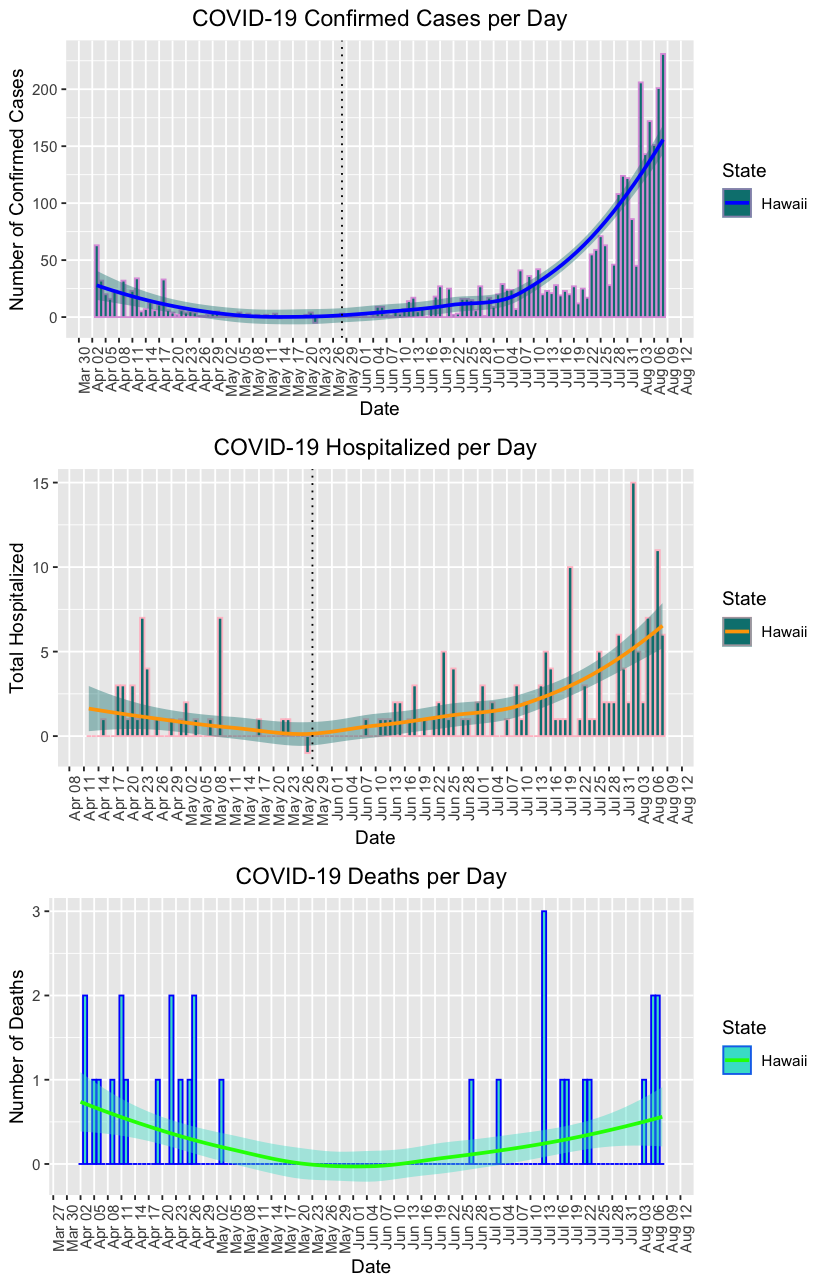 COVID-19 Confirmed Cases per Day
Number of Confirmed Cases
200
150
100
50
0
Mar 30
Apr 02
Apr 05
Apr 08
Apr 11
Apr 14
Apr 17
Apr 20
Apr 23
Apr 26
Apr 29
May 02
May 05
May 08
May 11
May 14
May 17
May 20
May 23
May 26
May 29
Jun 01
Jun 04
Jun 07
Jun 10
Jun 13
Jun 16
Jun 19
Jun 22
Jun 25
Jun 28
Jul 01
Jul 04
Jul 07
Jul 10
Jul 13
Jul 16
Jul 19
Jul 22
Jul 25
Jul 28
Jul 31
Aug 03
Aug 06
Aug 09
Aug 12
Date
State
Hawaii
COVID-19 Hospitalized per Day
Total Hospitalized
15
10
5
0
Apr 08
Apr 11
Apr 14
Apr 17
Apr 20
Apr 23
Apr 26
Apr 29
May 02
May 05
May 08
May 11
May 14
May 17
May 20
May 23
May 26
May 29
Jun 01
Jun 04
Jun 07
Jun 10
Jun 13
Jun 16
Jun 19
Jun 22
Jun 25
Jun 28
Jul 01
Jul 04
Jul 07
Jul 10
Jul 13
Jul 16
Jul 19
Jul 22
Jul 25
Jul 28
Jul 31
Aug 03
Aug 06
Aug 09
Aug 12
Date
State
Hawaii
COVID-19 Deaths per Day
Number of Deaths
3
2
1
0
Mar 27
Mar 30
Apr 02
Apr 05
Apr 08
Apr 11
Apr 14
Apr 17
Apr 20
Apr 23
Apr 26
Apr 29
May 02
May 05
May 08
May 11
May 14
May 17
May 20
May 23
May 26
May 29
Jun 01
Jun 04
Jun 07
Jun 10
Jun 13
Jun 16
Jun 19
Jun 22
Jun 25
Jun 28
Jul 01
Jul 04
Jul 07
Jul 10
Jul 13
Jul 16
Jul 19
Jul 22
Jul 25
Jul 28
Jul 31
Aug 03
Aug 06
Aug 09
Aug 12
Date
State
Hawaii